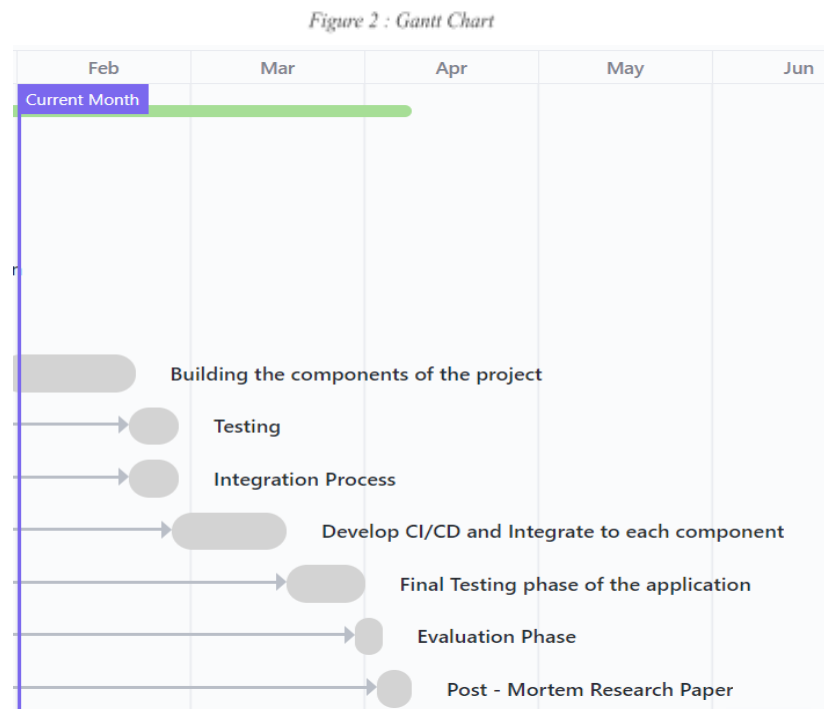 Figure 2 : Gantt Chart
Feb Mar Apr May Jun
Current Month
n
Building the components of the project
Testing
Integration Process
Develop CI/CD and Integrate to each component
Final Testing phase of the application
Evaluation Phase
Post - Mortem Research Paper